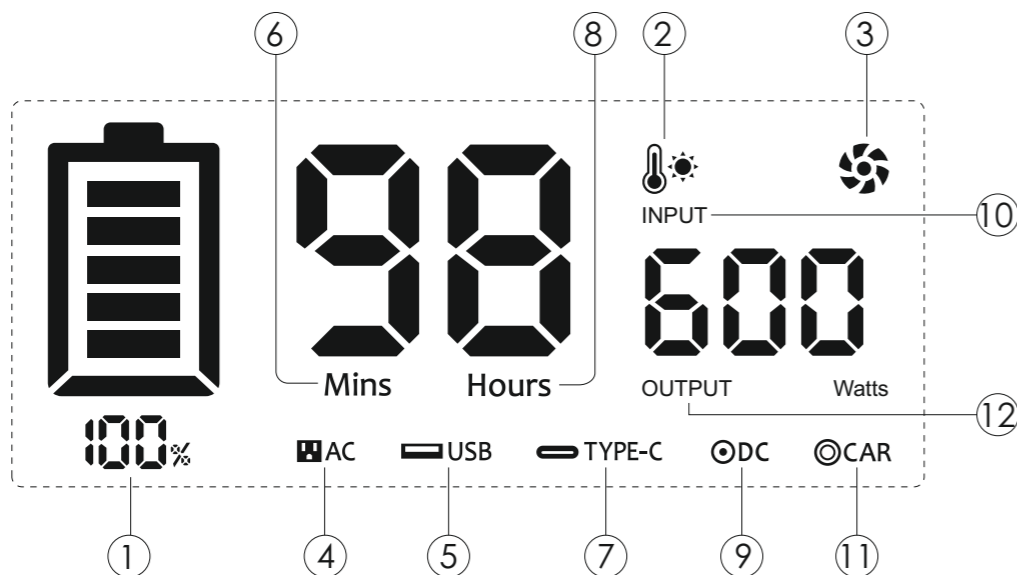 6 8 2 3
98
INPUT 10
600
Mins Hours OUTPUT Watts
12
100%
AC USB TYPE-C DC CAR
1 4 5 7 9 11